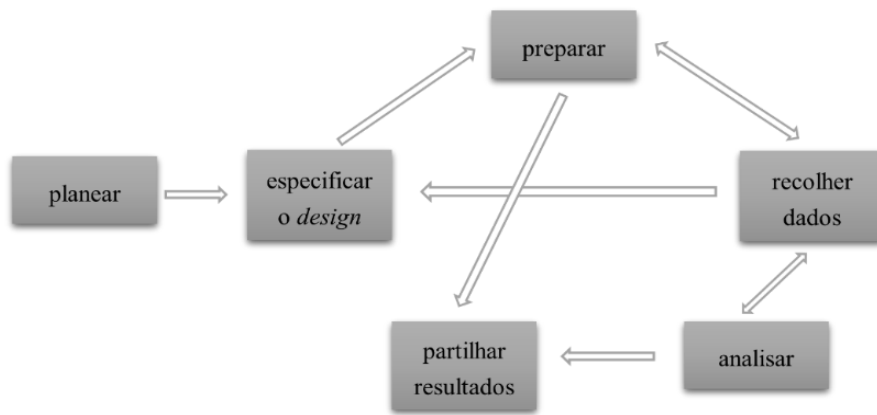 preparar
planear
especificar
o design
recolher
dados
partilhar
resultados
analisar